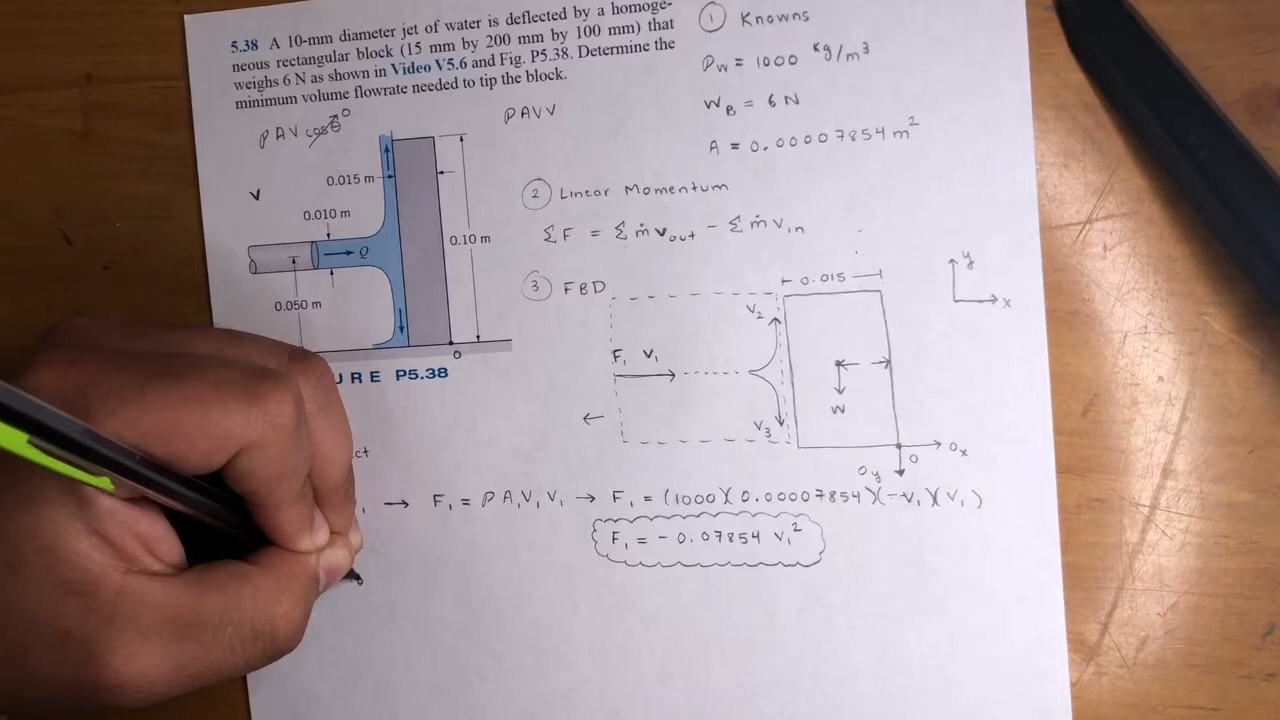 5.38 A 10-mm diameter jet of water is deflected by a homoge-
neous rectangular block (15 mm by 200 mm by 100 mm) that
weighs 6 N as shown in Video V5.6 and Fig. P5.38. Determine the
minimum volume flowrate needed to tip the block.
ρAV cosθ 0
ρAVV
V
0.015 m
0.010 m
Q
0.10 m
0.050 m
O
URE P5.38
1 Knowns
ρw = 1000 kg/m³
WB = 6 N
A = 0.00007854 m²
2 Linear Momentum
ΣF = Σṁvout - Σṁvin
3 FBD
0.015
y
x
V2
F1 V1
V3
W
O
Ox
Oy
ct
1 → F1 = ρA1V1V1 → F1 = (1000)(0.00007854)(-V1)(V1)
F1 = -0.07854 V1²